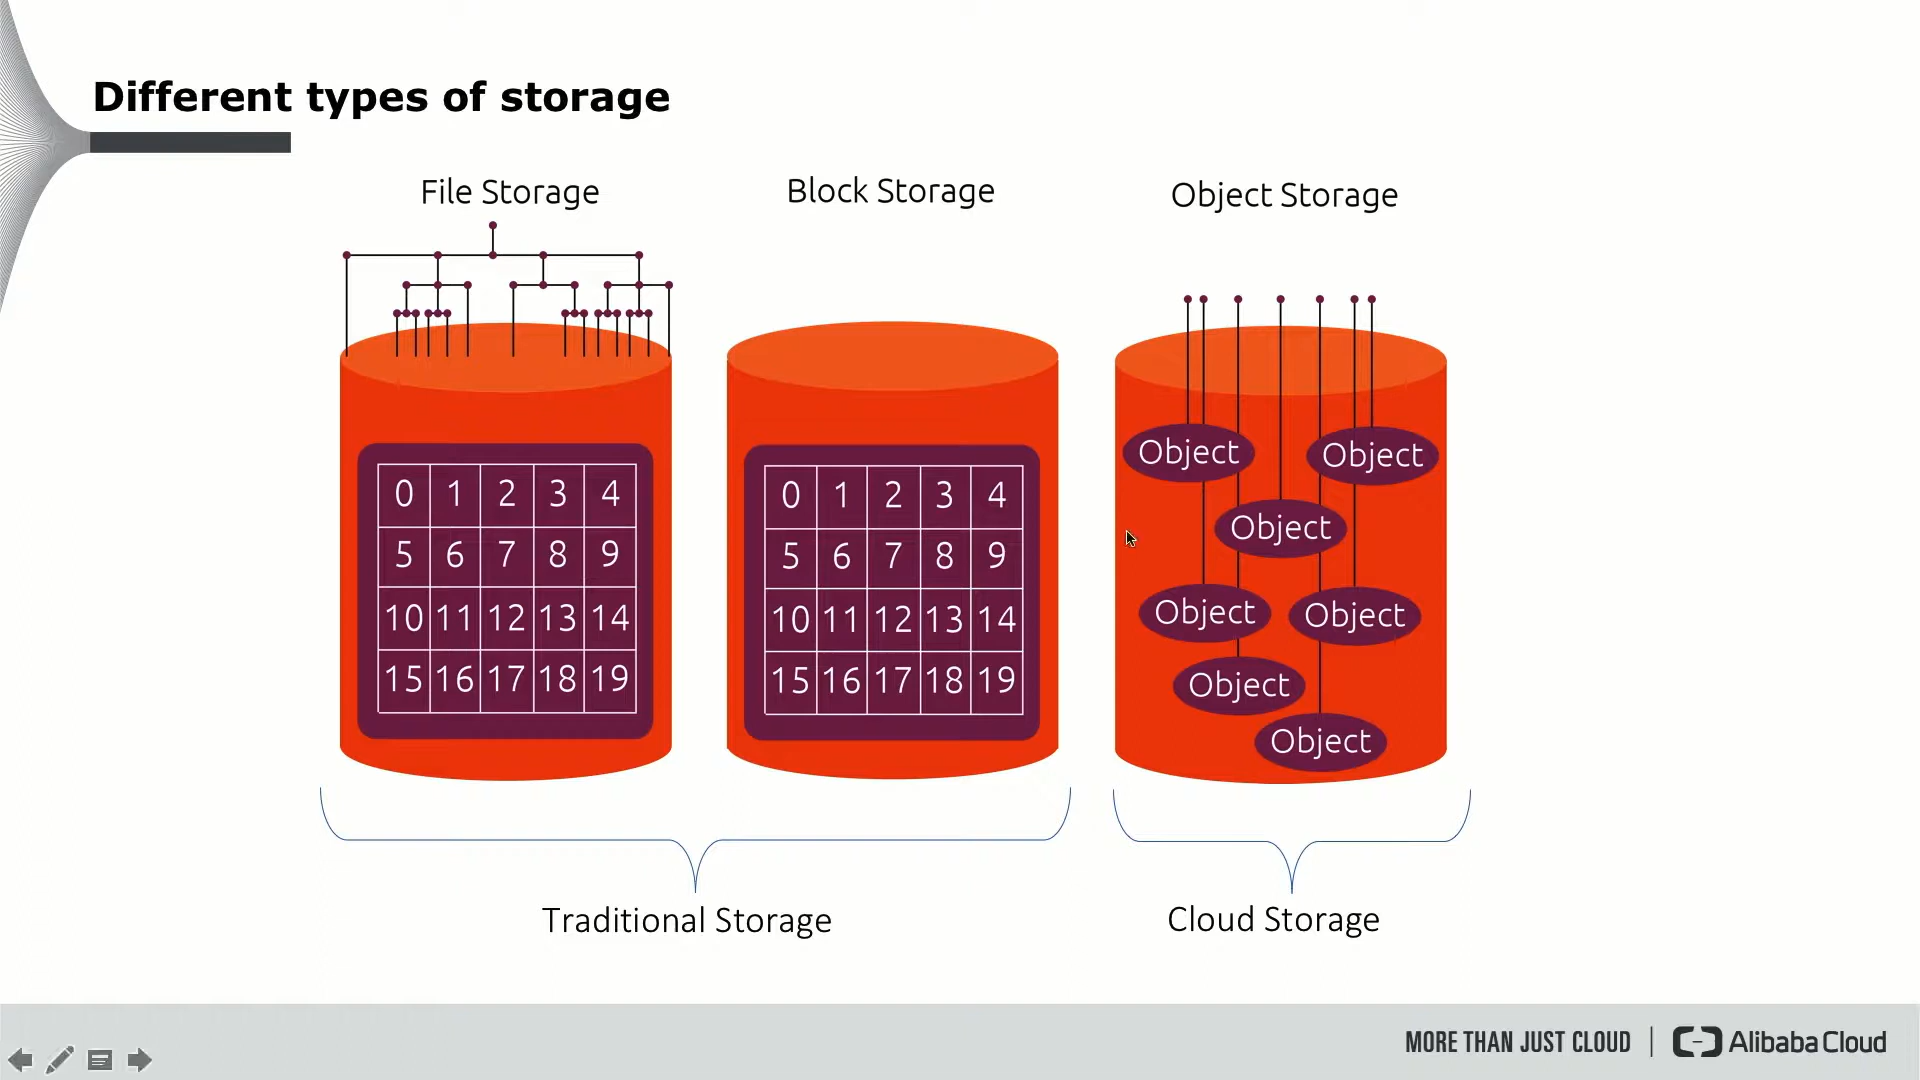 Different types of storage
File Storage
Block Storage
Object Storage
0 1 2 3 4
5 6 7 8 9
10 11 12 13 14
15 16 17 18 19
0 1 2 3 4
5 6 7 8 9
10 11 12 13 14
15 16 17 18 19
Object
Object
Object
Object
Object
Object
Object
Traditional Storage
Cloud Storage
MORE THAN JUST CLOUD | Alibaba Cloud